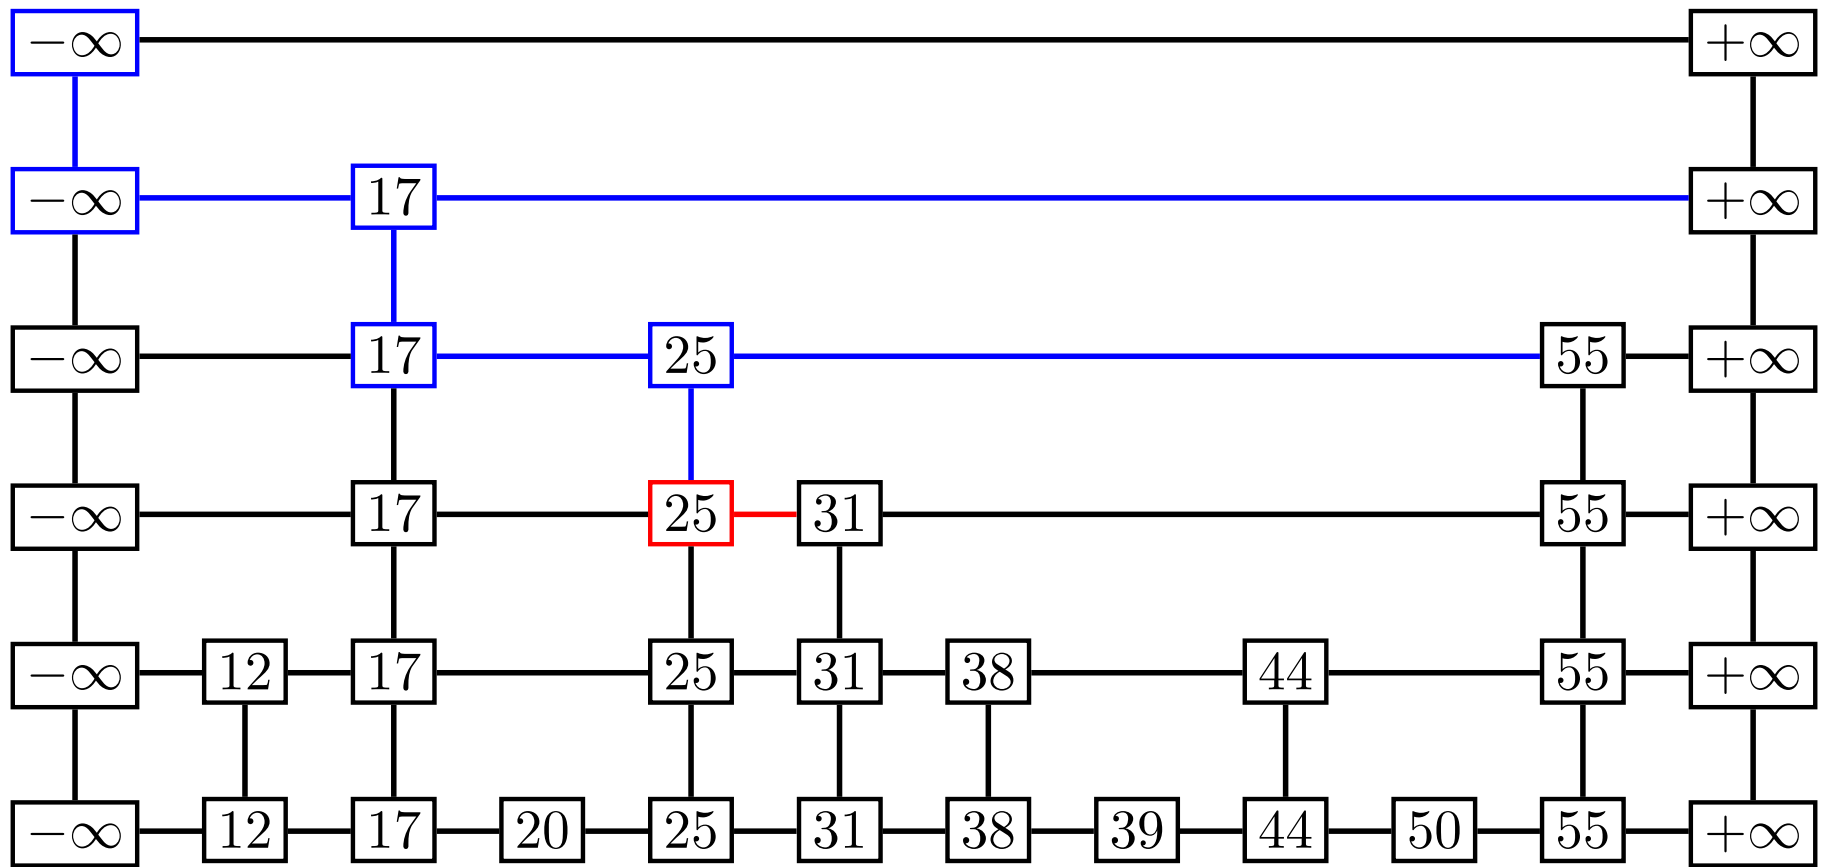 −∞ +∞
−∞ 17 +∞
−∞ 17 25 55 +∞
−∞ 17 25 31 55 +∞
−∞ 12 17 25 31 38 44 55 +∞
−∞ 12 17 20 25 31 38 39 44 50 55 +∞